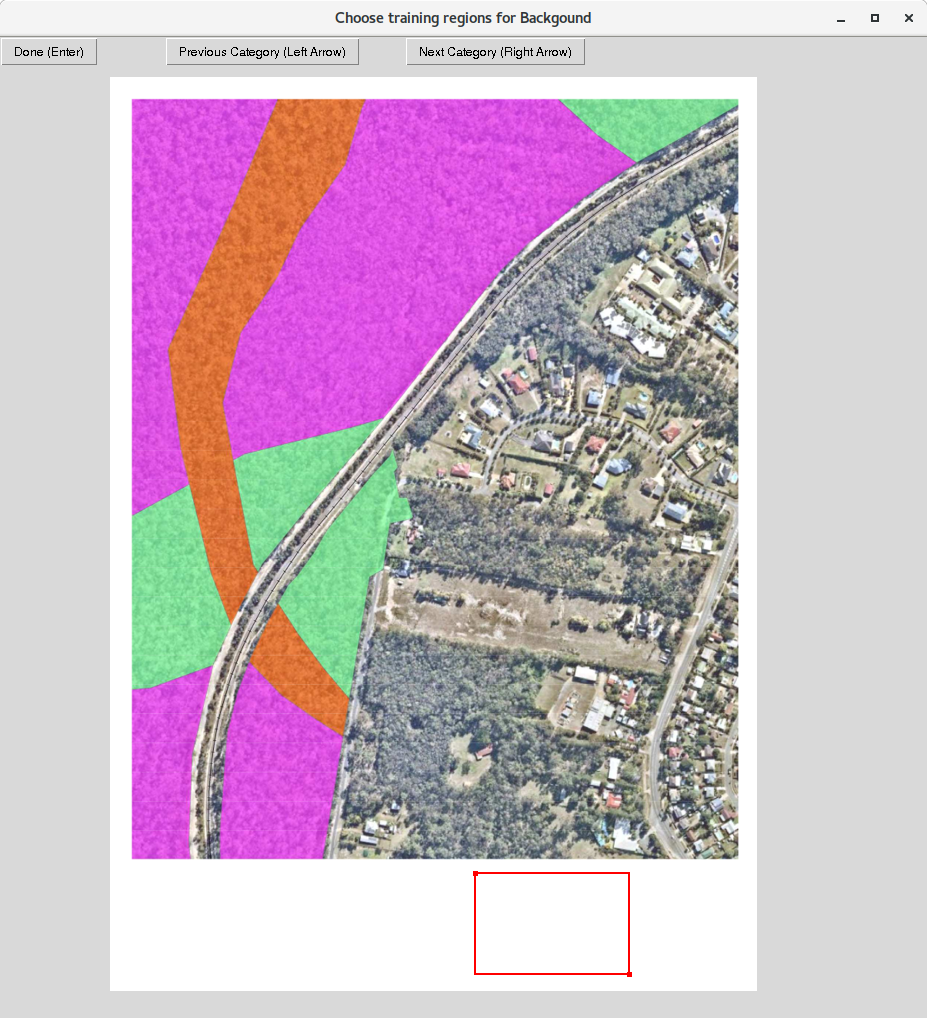 Choose training regions for Backgound
Done (Enter)
Previous Category (Left Arrow)
Next Category (Right Arrow)